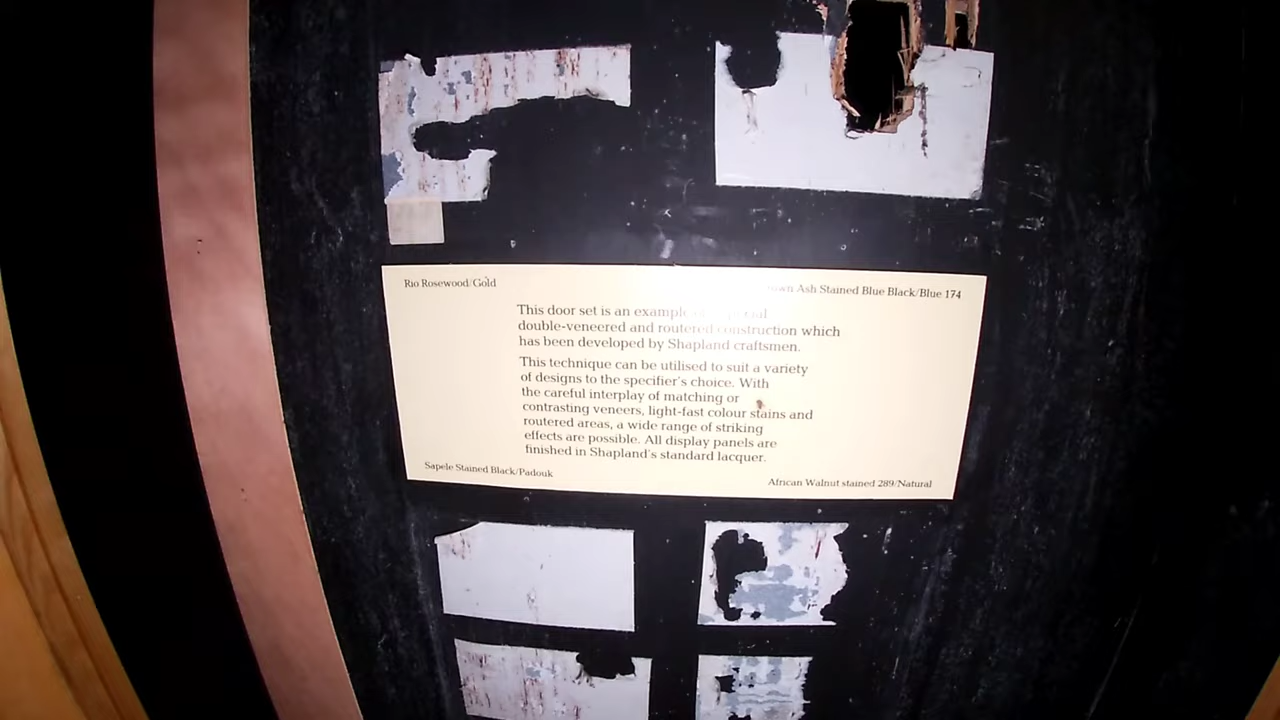 Rio Rosewood/Gold
Ash Stained Blue Black/Blue 174
This door set is an example
double-veneered and routered construction which
has been developed by Shapland craftsmen.
This technique can be utilised to suit a variety
of designs to the specifier's choice. With
the careful interplay of matching or
contrasting veneers, light-fast colour stains and
routered areas, a wide range of striking
effects are possible. All display panels are
finished in Shapland's standard lacquer.
Sapele Stained Black/Padouk
African Walnut stained 289/Natural